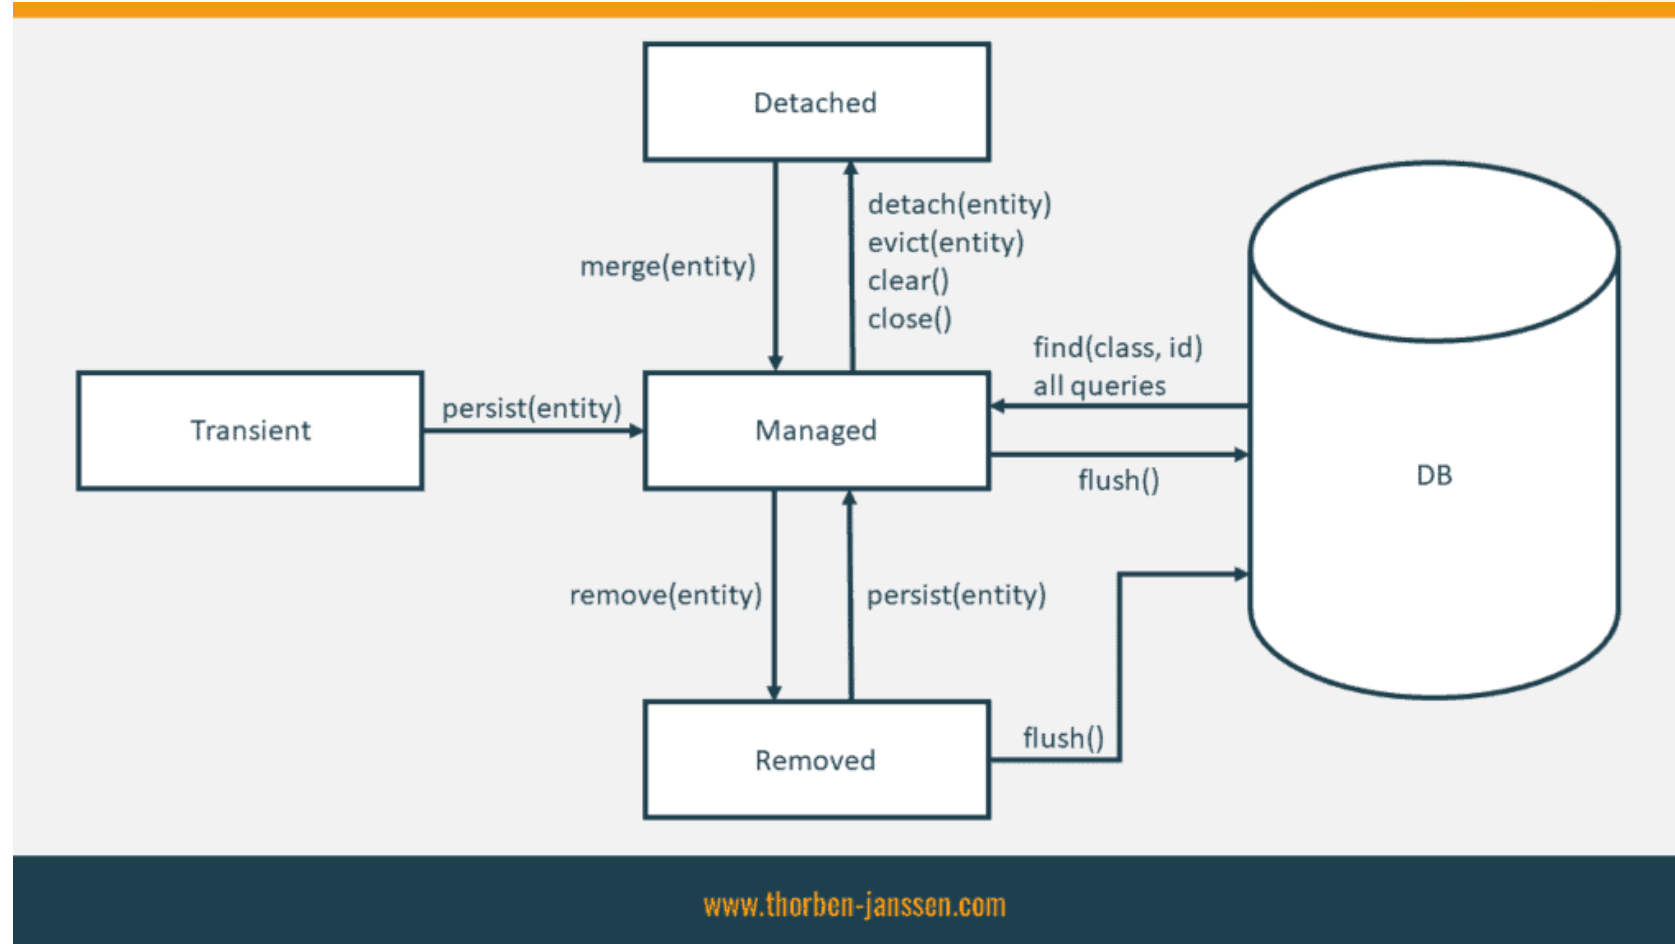 Detached
detach(entity)
evict(entity)
clear()
close()
merge(entity)
find(class, id)
all queries
Transient
persist(entity)
Managed
flush()
DB
remove(entity)
persist(entity)
Removed
flush()
www.thorben-janssen.com